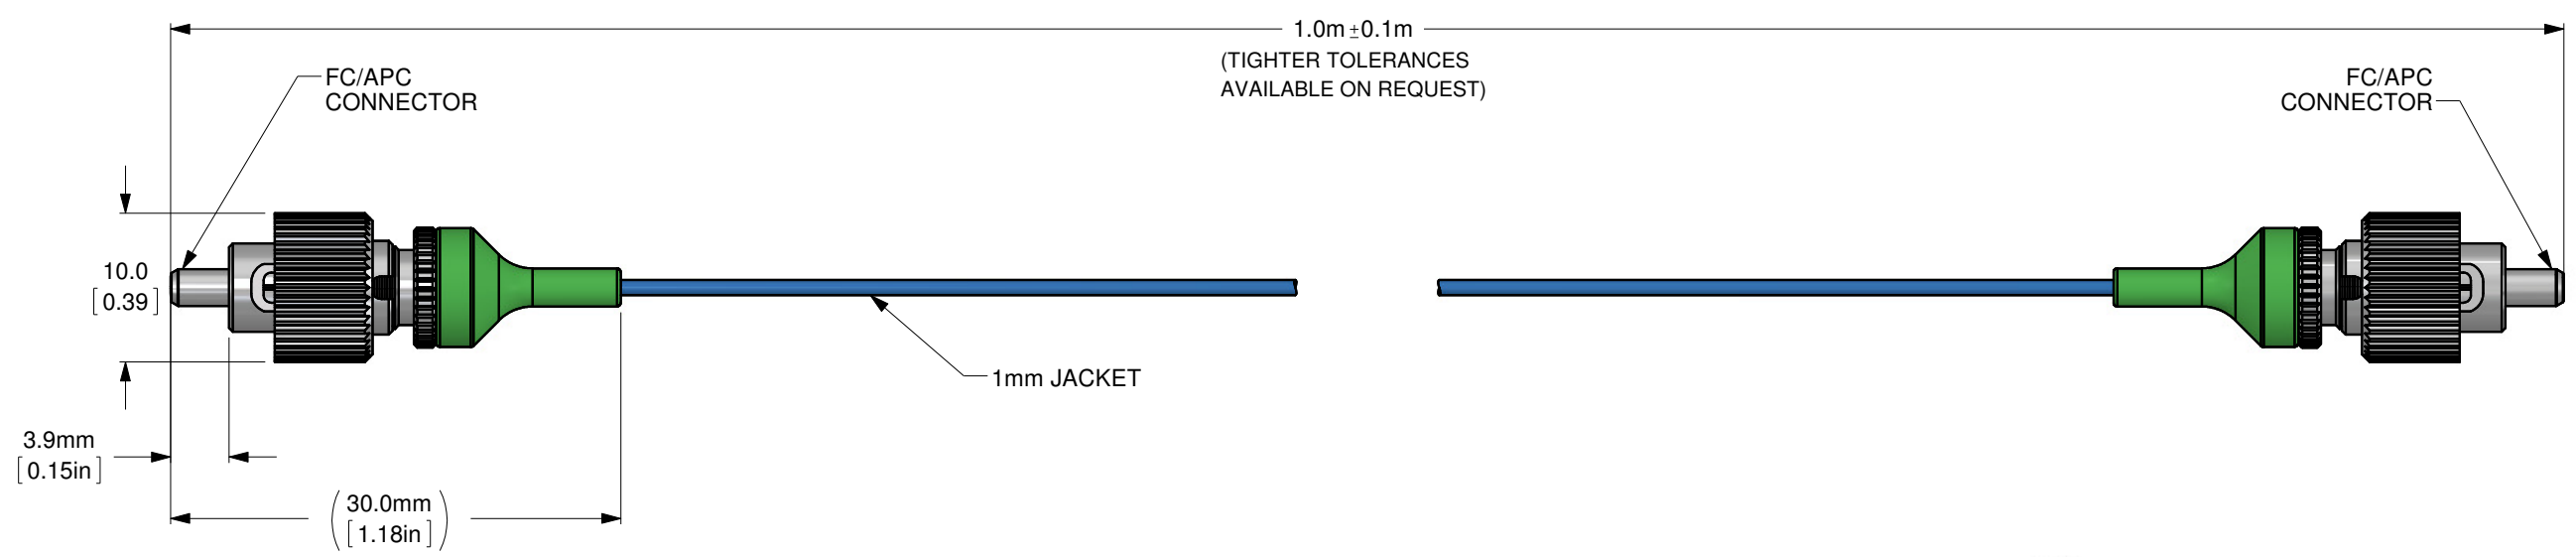 1.0m ±0.1m
(TIGHTER TOLERANCES
AVAILABLE ON REQUEST)
FC/APC
CONNECTOR
FC/APC
CONNECTOR
10.0
[0.39]
1mm JACKET
3.9mm
[0.15in]
(30.0mm
[1.18in])